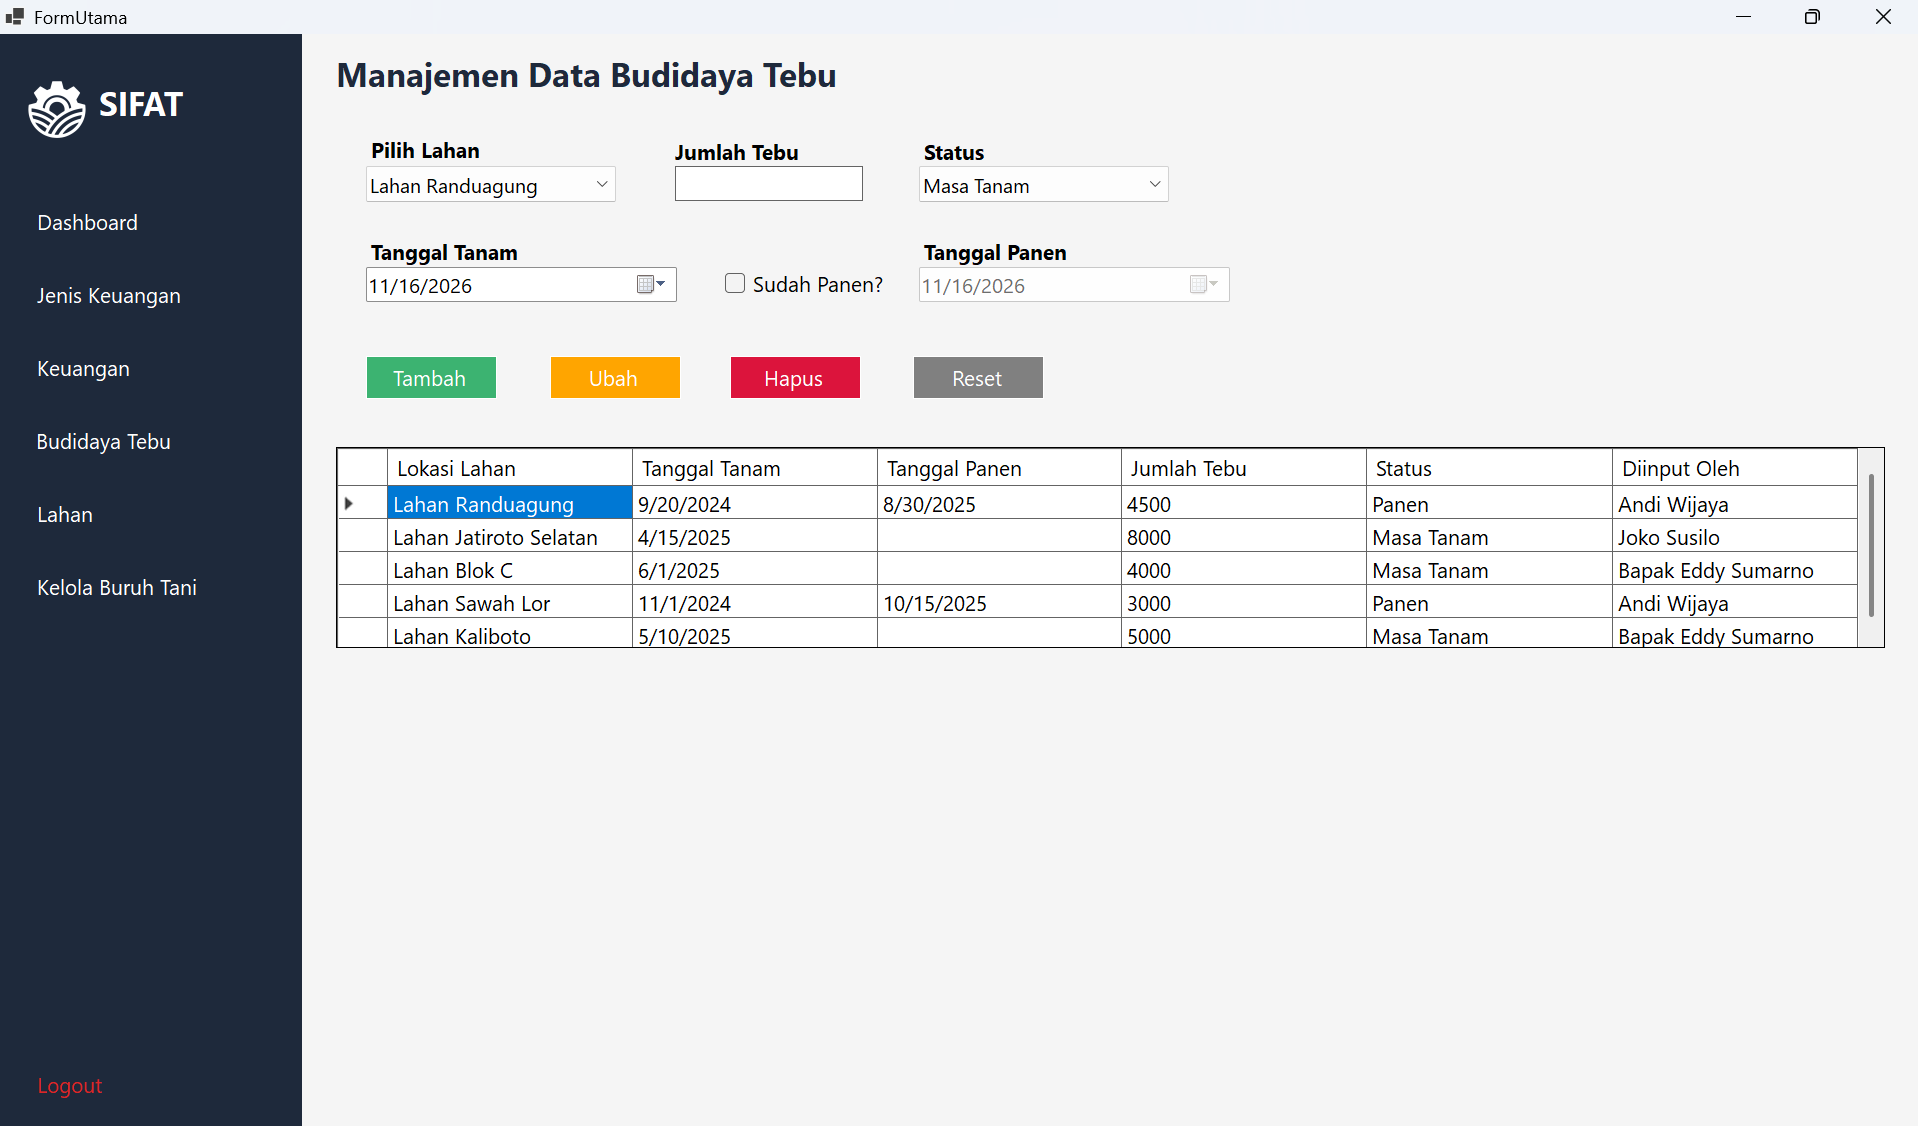 FormUtama
SIFAT
Dashboard
Jenis Keuangan
Keuangan
Budidaya Tebu
Lahan
Kelola Buruh Tani
Logout
Manajemen Data Budidaya Tebu
Pilih Lahan Jumlah Tebu Status
Lahan Randuagung Masa Tanam
Tanggal Tanam Tanggal Panen
11/16/2026 Sudah Panen? 11/16/2026
Tambah Ubah Hapus Reset
Lokasi Lahan Tanggal Tanam Tanggal Panen Jumlah Tebu Status Diinput Oleh
Lahan Randuagung 9/20/2024 8/30/2025 4500 Panen Andi Wijaya
Lahan Jatiroto Selatan 4/15/2025 8000 Masa Tanam Joko Susilo
Lahan Blok C 6/1/2025 4000 Masa Tanam Bapak Eddy Sumarno
Lahan Sawah Lor 11/1/2024 10/15/2025 3000 Panen Andi Wijaya
Lahan Kaliboto 5/10/2025 5000 Masa Tanam Bapak Eddy Sumarno